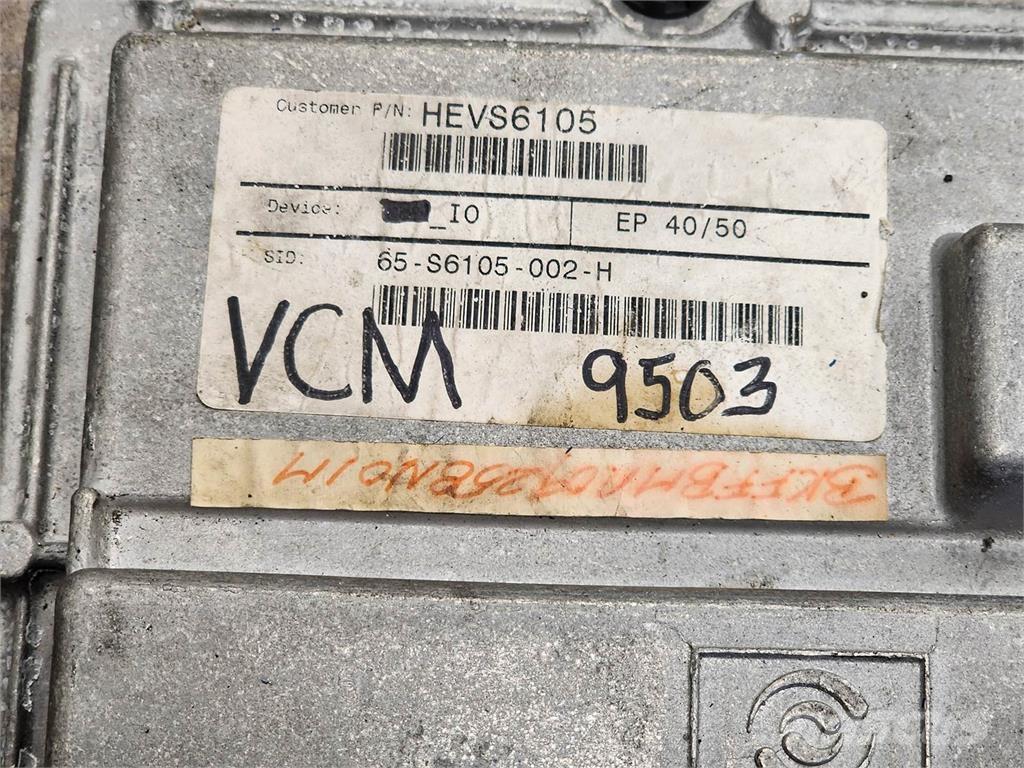 Customer P/N: HEVS6105
Device: _IO EP 40/50
SID: 65-S6105-002-H
VCM 9503